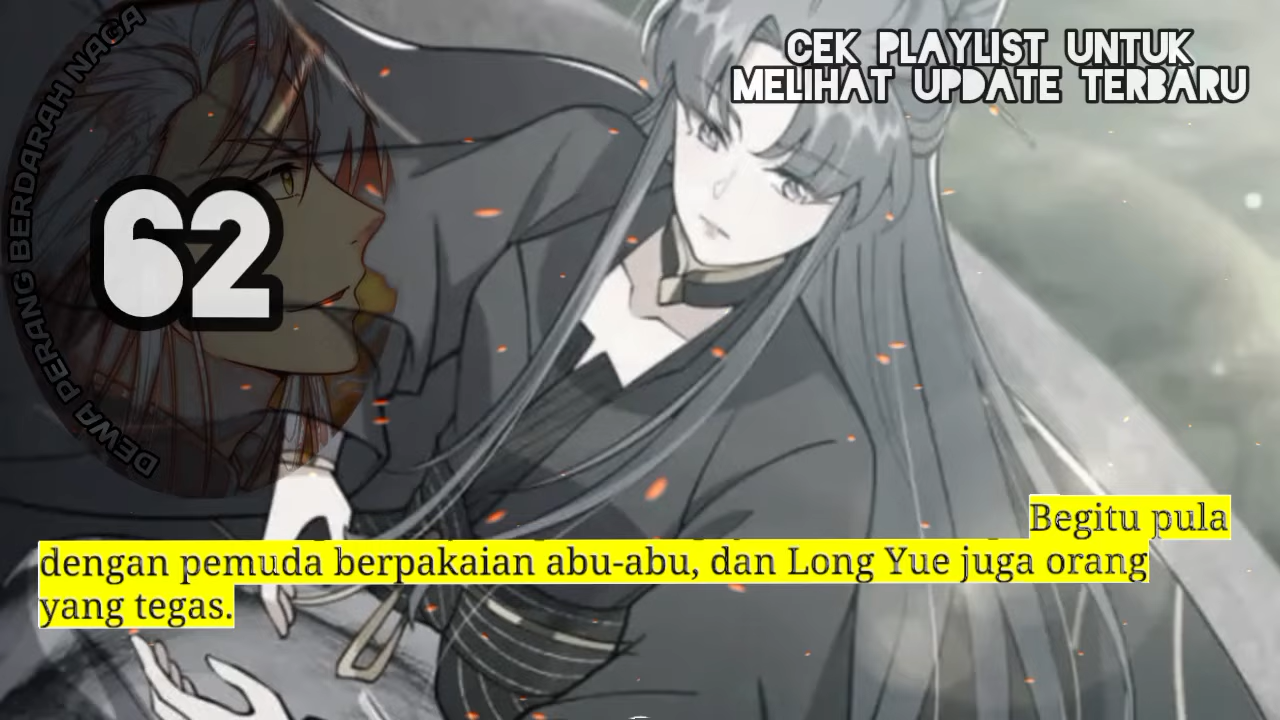 CEK PLAYLIST UNTUK
MELIHAT UPDATE TERBARU
DEWA PERANG BERDARAH NAGA
62
Begitu pula
dengan pemuda berpakaian abu-abu, dan Long Yue juga orang
yang tegas.